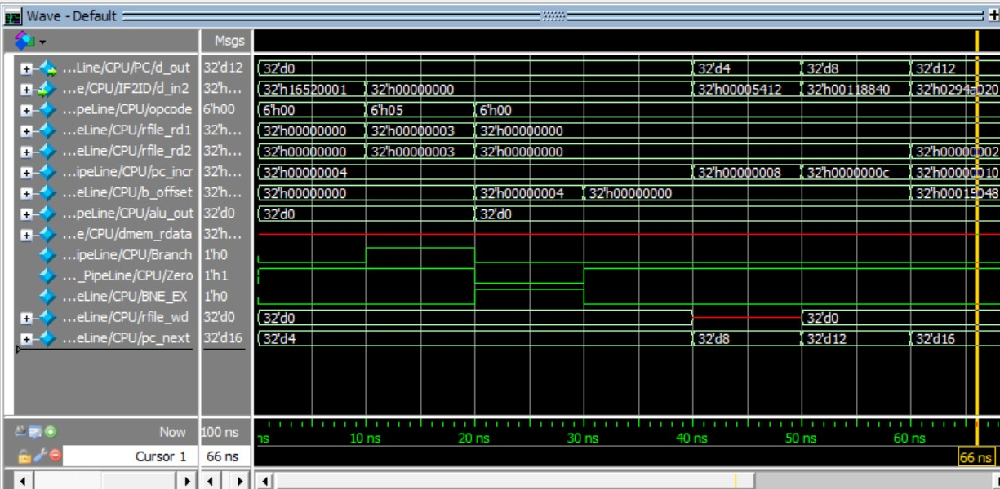 Wave - Default
Msgs
...Line/CPU/PC/d_out 32'd12 32'd0 32'd4 32'd8 32'd12
...e/CPU/IF2ID/d_in2 32'h... 32'h16520001 32'h00000000 32'h00005412 32'h00118840 32'h0294a020
...peLine/CPU/opcode 6'h00 6'h00 6'h05 6'h00
...eLine/CPU/rfile_rd1 32'h... 32'h00000000 32'h00000003 32'h00000000
...eLine/CPU/rfile_rd2 32'h... 32'h00000000 32'h00000003 32'h00000000 32'h00000002
...ipeLine/CPU/pc_incr 32'h... 32'h00000004 32'h00000008 32'h0000000c 32'h00000010
...eLine/CPU/b_offset 32'h... 32'h00000000 32'h00000004 32'h00000000 32'h00015048
...peLine/CPU/alu_out 32'd0 32'd0 32'd0
...e/CPU/dmem_rdata 32'h...
...ipeLine/CPU/Branch 1'h0
..._PipeLine/CPU/Zero 1'h1
...eLine/CPU/BNE_EX 1'h0
...eLine/CPU/rfile_wd 32'd0 32'd0 32'd0
...eLine/CPU/pc_next 32'd16 32'd4 32'd8 32'd12 32'd16
Now 100 ns ns 10 ns 20 ns 30 ns 40 ns 50 ns 60 ns
Cursor 1 66 ns 66 ns